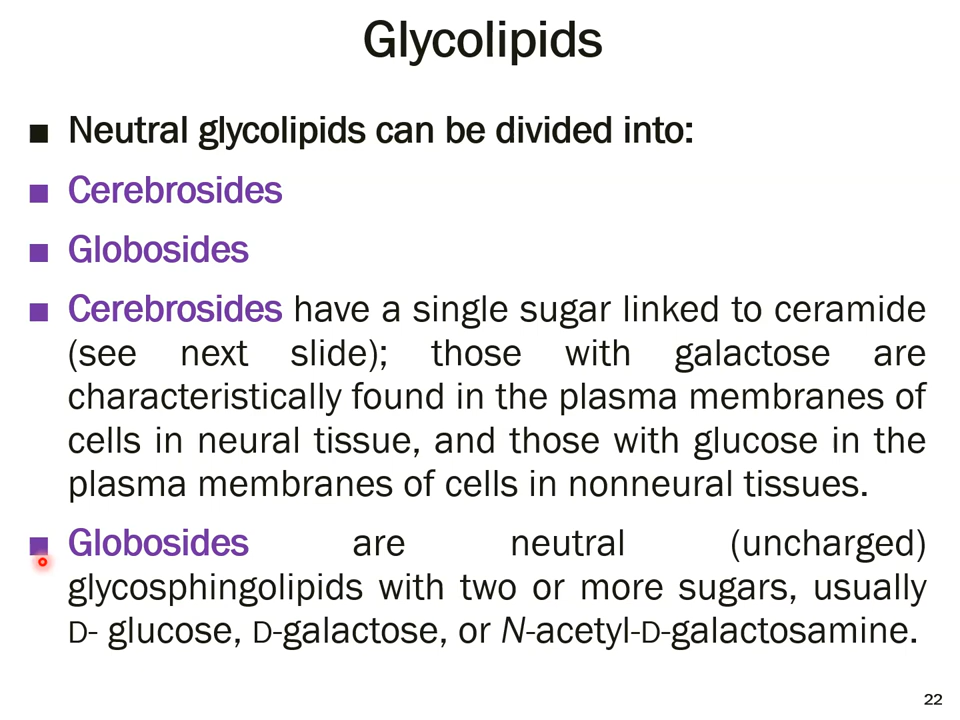 Glycolipids
■ Neutral glycolipids can be divided into:
■ Cerebrosides
■ Globosides
■ Cerebrosides have a single sugar linked to ceramide
(see next slide); those with galactose are
characteristically found in the plasma membranes of
cells in neural tissue, and those with glucose in the
plasma membranes of cells in nonneural tissues.
■ Globosides are neutral (uncharged)
glycosphingolipids with two or more sugars, usually
D- glucose, D-galactose, or N-acetyl-D-galactosamine.
22